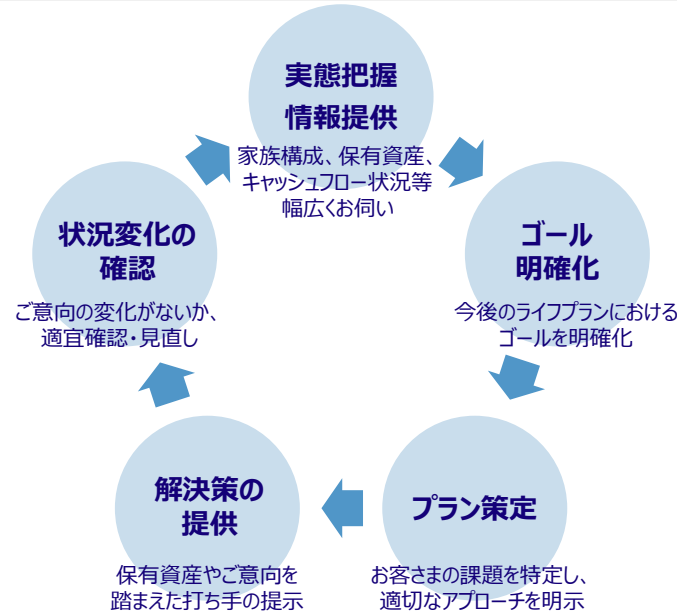 実態把握
情報提供
家族構成、保有資産、
キャッシュフロー状況等
幅広くお伺い
ゴール
明確化
今後のライフプランにおける
ゴールを明確化
プラン策定
お客さまの課題を特定し、
適切なアプローチを明示
解決策の
提供
保有資産やご意向を
踏まえた打ち手の提示
状況変化の
確認
ご意向の変化がないか、
適宜確認・見直し